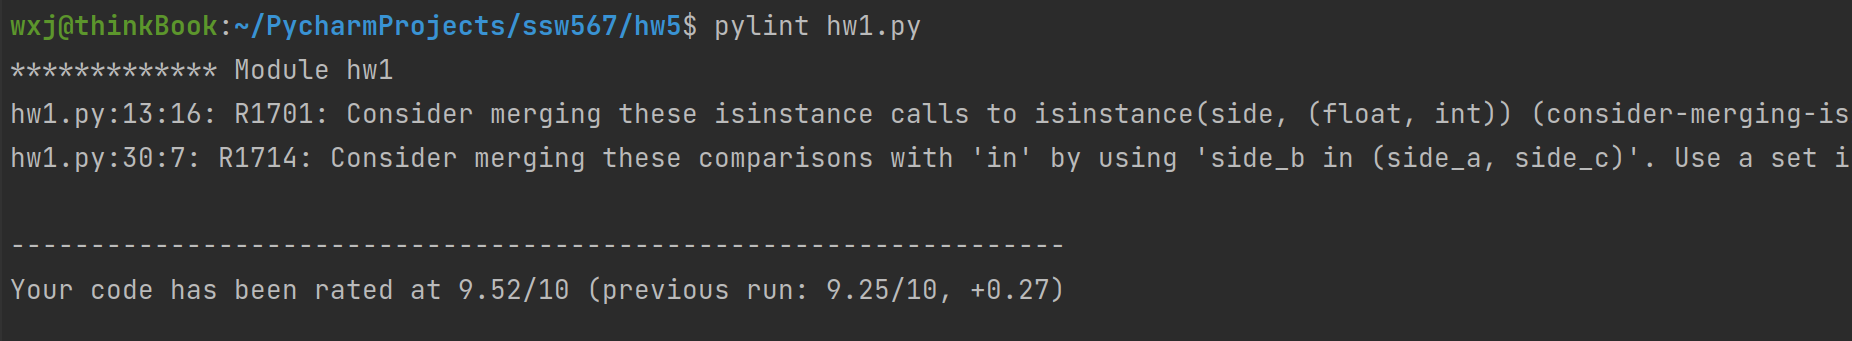 wxj@thinkBook:~/PycharmProjects/ssw567/hw5$ pylint hw1.py
************* Module hw1
hw1.py:13:16: R1701: Consider merging these isinstance calls to isinstance(side, (float, int)) (consider-merging-is
hw1.py:30:7: R1714: Consider merging these comparisons with 'in' by using 'side_b in (side_a, side_c)'. Use a set i
------------------------------------------------------------------
Your code has been rated at 9.52/10 (previous run: 9.25/10, +0.27)